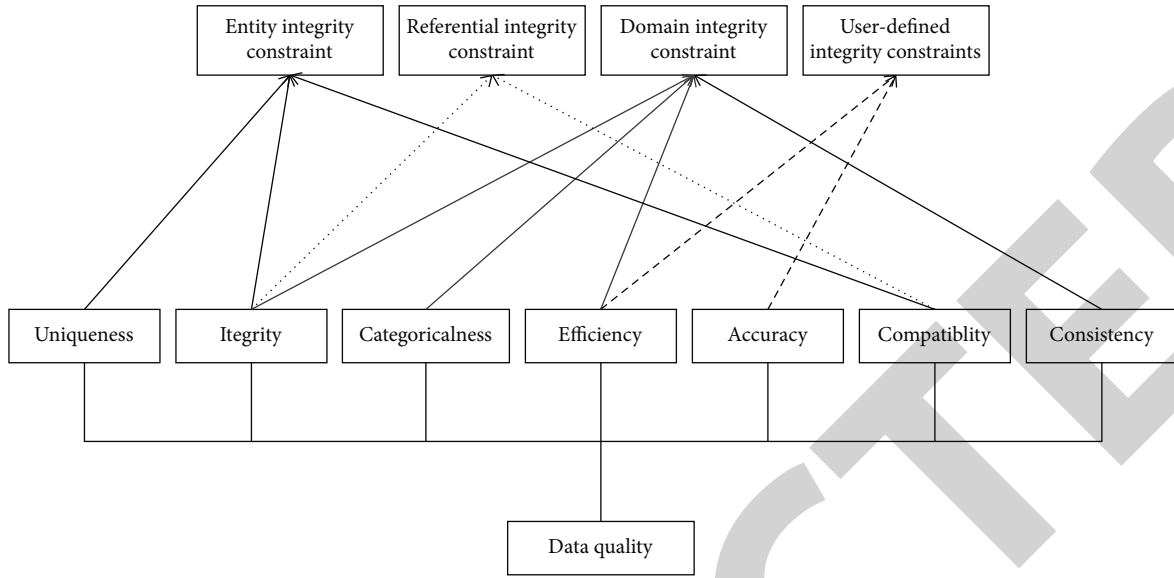 Entity integrity
constraint
Referential integrity
constraint
Domain integrity
constraint
User-defined
integrity constraints
Uniqueness
Itegrity
Categoricalness
Efficiency
Accuracy
Compatiblity
Consistency
Data quality